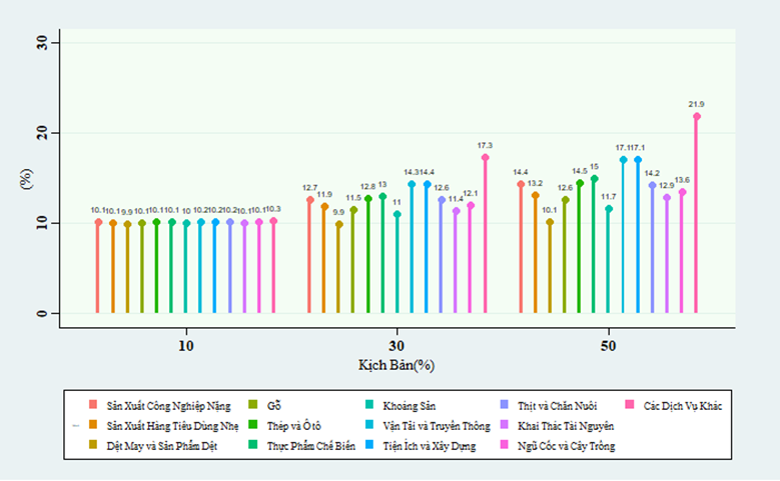 30
20
10
0
(%)
10.1 10.1 9.9 10.1 10.1 10.1 10 10.2 10.2 10.2 10.1 10.1 10.3
12.7 11.9 9.9 11.5 12.8 13 11 14.3 14.4 12.6 11.4 12.1 17.3
14.4 13.2 10.1 12.6 14.5 15 11.7 17.1 17.1 14.2 12.9 13.6 21.9
10 30 50
Kịch Bản(%)
Sản Xuất Công Nghiệp Nặng Gỗ Khoáng Sản Thịt và Chăn Nuôi Các Dịch Vụ Khác
Sản Xuất Hàng Tiêu Dùng Nhẹ Thép và Ô tô Vận Tải và Truyền Thông Khai Thác Tài Nguyên
Dệt May và Sản Phẩm Dệt Thực Phẩm Chế Biến Tiện Ích và Xây Dựng Ngũ Cốc và Cây Trồng